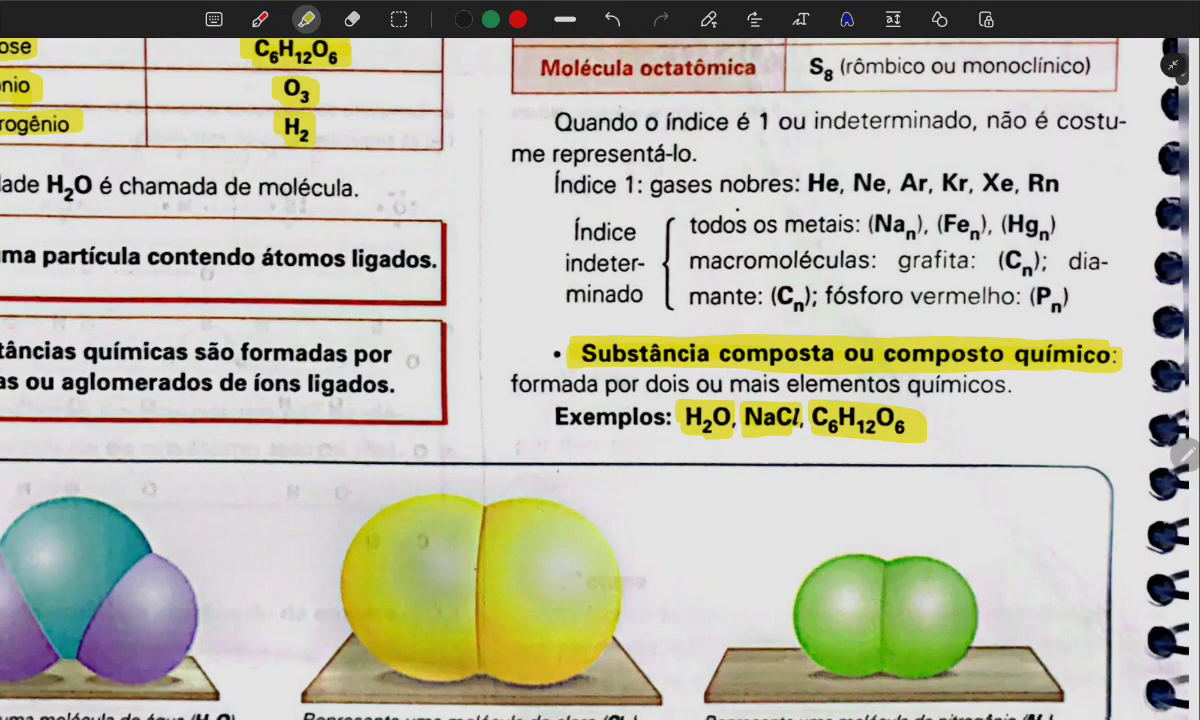 ose C₆H₁₂O₆
nio O₃
rogênio H₂
dade H₂O é chamada de molécula.
ma partícula contendo átomos ligados.
tâncias químicas são formadas por
as ou aglomerados de íons ligados.
Molécula octatômica S₈ (rômbico ou monoclínico)
Quando o índice é 1 ou indeterminado, não é costu-
me representá-lo.
Índice 1: gases nobres: He, Ne, Ar, Kr, Xe, Rn
Índice
indeter-
minado
todos os metais: (Naₙ), (Feₙ), (Hgₙ)
macromoléculas: grafita: (Cₙ); dia-
mante: (Cₙ); fósforo vermelho: (Pₙ)
• Substância composta ou composto químico:
formada por dois ou mais elementos químicos.
Exemplos: H₂O, NaCl, C₆H₁₂O₆